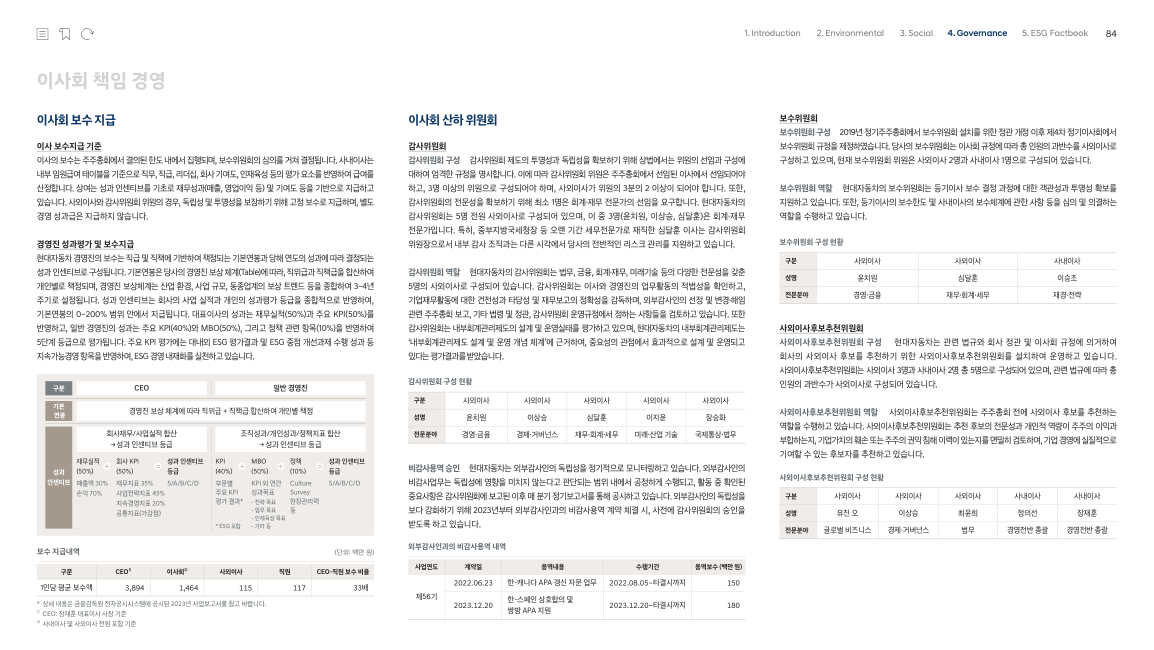 1. Introduction 2. Environmental 3. Social 4. Governance 5. ESG Factbook 84
이사회 책임 경영
이사회 보수 지급
이사 보수지급 기준
이사의 보수는 주주총회에서 결의된 한도 내에서 집행되며, 보수위원회의 심의를 거쳐 결정됩니다. 사내이사는
내부 임원급여 테이블을 기준으로 직무, 직급, 리더십, 회사 기여도, 인재육성 등의 평가 요소를 반영하여 급여를
산정합니다. 상여는 성과 인센티브를 기초로 재무성과(매출, 영업이익 등) 및 기여도 등을 기반으로 지급하고
있습니다. 사외이사와 감사위원회 위원의 경우, 독립성 및 투명성을 보장하기 위해 고정 보수로 지급하며, 별도
경영 성과급은 지급하지 않습니다.
경영진 성과평가 및 보수지급
현대자동차 경영진의 보수는 직급 및 직책에 기반하여 책정되는 기본연봉과 당해 연도의 성과에 따라 결정되는
성과 인센티브로 구성됩니다. 기본연봉은 당사의 경영진 보상 체계(Table)에 따라, 직위급과 직책급을 합산하여
개인별로 책정되며, 경영진 보상체계는 산업 환경, 사업 규모, 동종업계의 보상 트렌드 등을 종합하여 3~4년
주기로 설정됩니다. 성과 인센티브는 회사의 사업 실적과 개인의 성과평가 등급을 종합적으로 반영하여,
기본연봉의 0~200% 범위 안에서 지급됩니다. 대표이사의 성과는 재무실적(50%)과 주요 KPI(50%)를
반영하고, 일반 경영진의 성과는 주요 KPI(40%)와 MBO(50%), 그리고 정책 관련 항목(10%)을 반영하여
5단계 등급으로 평가됩니다. 주요 KPI 평가에는 대내외 ESG 평가결과 및 ESG 중점 개선과제 수행 성과 등
지속가능경영 항목을 반영하여, ESG 경영 내재화를 실천하고 있습니다.
구분 CEO 일반 경영진
기본
연봉 경영진 보상 체계에 따라 직위급 + 직책급 합산하여 개인별 책정
성과
인센티브
회사재무/사업실적 합산
→ 성과 인센티브 등급
조직성과/개인성과/정책지표 합산
→ 성과 인센티브 등급
재무실적
(50%)
매출액 30%
손익 70%
+
회사 KPI
(50%)
재무지표 35%
사업전략지표 45%
지속경영지표 20%
공통지표(가감점)
=
성과 인센티브
등급
S/A/B/C/D
KPI
(40%)
부문별
주요 KPI
평가 결과*
* ESG 포함
+
MBO
(50%)
KPI 외 연간
성과목표
- 전략 목표
- 업무 목표
- 인재육성 목표
- 기타 등
+
정책
(10%)
Culture
Survey
현장관리력
등
=
성과 인센티브
등급
S/A/B/C/D
보수 지급내역 (단위: 백만 원)
구분 CEO1) 이사회2) 사외이사 직원 CEO-직원 보수 비율
1인당 평균 보수액 3,894 1,464 115 117 33배
* 상세 내용은 금융감독원 전자공시시스템에 공시된 2023년 사업보고서를 참고 바랍니다.
1) CEO: 장재훈 대표이사 사장 기준
2) 사내이사 및 사외이사 전원 포함 기준
이사회 산하 위원회
감사위원회
감사위원회 구성 감사위원회 제도의 투명성과 독립성을 확보하기 위해 상법에서는 위원의 선임과 구성에
대하여 엄격한 규정을 명시합니다. 이에 따라 감사위원회 위원은 주주총회에서 선임된 이사에서 선임되어야
하고, 3명 이상의 위원으로 구성되어야 하며, 사외이사가 위원의 3분의 2 이상이 되어야 합니다. 또한,
감사위원회의 전문성을 확보하기 위해 최소 1명은 회계·재무 전문가의 선임을 요구합니다. 현대자동차의
감사위원회는 5명 전원 사외이사로 구성되어 있으며, 이 중 3명(윤치원, 이상승, 심달훈)은 회계·재무
전문가입니다. 특히, 중부지방국세청장 등 오랜 기간 세무전문가로 재직한 심달훈 이사는 감사위원회
위원장으로서 내부 감사 조직과는 다른 시각에서 당사의 전반적인 리스크 관리를 지원하고 있습니다.
감사위원회 역할 현대자동차의 감사위원회는 법무, 금융, 회계·재무, 미래기술 등의 다양한 전문성을 갖춘
5명의 사외이사로 구성되어 있습니다. 감사위원회는 이사와 경영진의 업무활동의 적법성을 확인하고,
기업재무활동에 대한 건전성과 타당성 및 재무보고의 정확성을 감독하며, 외부감사인의 선정 및 변경·해임
관련 주주총회 보고, 기타 법령 및 정관, 감사위원회 운영규정에서 정하는 사항들을 검토하고 있습니다. 또한
감사위원회는 내부회계관리제도의 설계 및 운영실태를 평가하고 있으며, 현대자동차의 내부회계관리제도는
‘내부회계관리제도 설계 및 운영 개념 체계’에 근거하여, 중요성의 관점에서 효과적으로 설계 및 운영되고
있다는 평가결과를 받았습니다.
감사위원회 구성 현황
구분 사외이사 사외이사 사외이사 사외이사 사외이사
성명 윤치원 이상승 심달훈 이지윤 장승화
전문분야 경영·금융 경제·거버넌스 재무·회계·세무 미래·산업 기술 국제통상·법무
비감사용역 승인 현대자동차는 외부감사인의 독립성을 정기적으로 모니터링하고 있습니다. 외부감사인의
비감사업무는 독립성에 영향을 미치지 않는다고 판단되는 범위 내에서 공정하게 수행되고, 활동 중 확인된
중요사항은 감사위원회에 보고된 이후 매 분기 정기보고서를 통해 공시하고 있습니다. 외부감사인의 독립성을
보다 강화하기 위해 2023년부터 외부감사인과의 비감사용역 계약 체결 시, 사전에 감사위원회의 승인을
받도록 하고 있습니다.
외부감사인과의 비감사용역 내역
사업연도 계약일 용역내용 수행기간 용역보수 (백만 원)
제56기
2022.06.23 한-캐나다 APA 갱신 자문 업무 2022.08.05~타결시까지 150
2023.12.20 한-스페인 상호합의 및
쌍방 APA 지원 2023.12.20~타결시까지 180
보수위원회
보수위원회 구성 2019년 정기주주총회에서 보수위원회 설치를 위한 정관 개정 이후 제4차 정기이사회에서
보수위원회 규정을 제정하였습니다. 당사의 보수위원회는 이사회 규정에 따라 총 인원의 과반수를 사외이사로
구성하고 있으며, 현재 보수위원회 위원은 사외이사 2명과 사내이사 1명으로 구성되어 있습니다.
보수위원회 역할 현대자동차의 보수위원회는 등기이사 보수 결정 과정에 대한 객관성과 투명성 확보를
지원하고 있습니다. 또한, 등기이사의 보수한도 및 사내이사의 보수체계에 관한 사항 등을 심의 및 의결하는
역할을 수행하고 있습니다.
보수위원회 구성 현황
구분 사외이사 사외이사 사내이사
성명 윤치원 심달훈 이승조
전문분야 경영·금융 재무·회계·세무 재경·전략
사외이사후보추천위원회
사외이사후보추천위원회 구성 현대자동차는 관련 법규와 회사 정관 및 이사회 규정에 의거하여
회사의 사외이사 후보를 추천하기 위한 사외이사후보추천위원회를 설치하여 운영하고 있습니다.
사외이사후보추천위원회는 사외이사 3명과 사내이사 2명 총 5명으로 구성되어 있으며, 관련 법규에 따라 총
인원의 과반수가 사외이사로 구성되어 있습니다.
사외이사후보추천위원회 역할 사외이사후보추천위원회는 주주총회 전에 사외이사 후보를 추천하는
역할을 수행하고 있습니다. 사외이사후보추천위원회는 추천 후보의 전문성과 개인적 역량이 주주의 이익과
부합하는지, 기업가치의 훼손 또는 주주의 권익 침해 이력이 있는지를 면밀히 검토하며, 기업 경영에 실질적으로
기여할 수 있는 후보자를 추천하고 있습니다.
사외이사후보추천위원회 구성 현황
구분 사외이사 사외이사 사외이사 사내이사 사내이사
성명 유진 오 이상승 최윤희 정의선 장재훈
전문분야 글로벌 비즈니스 경제·거버넌스 법무 경영전반 총괄 경영전반 총괄